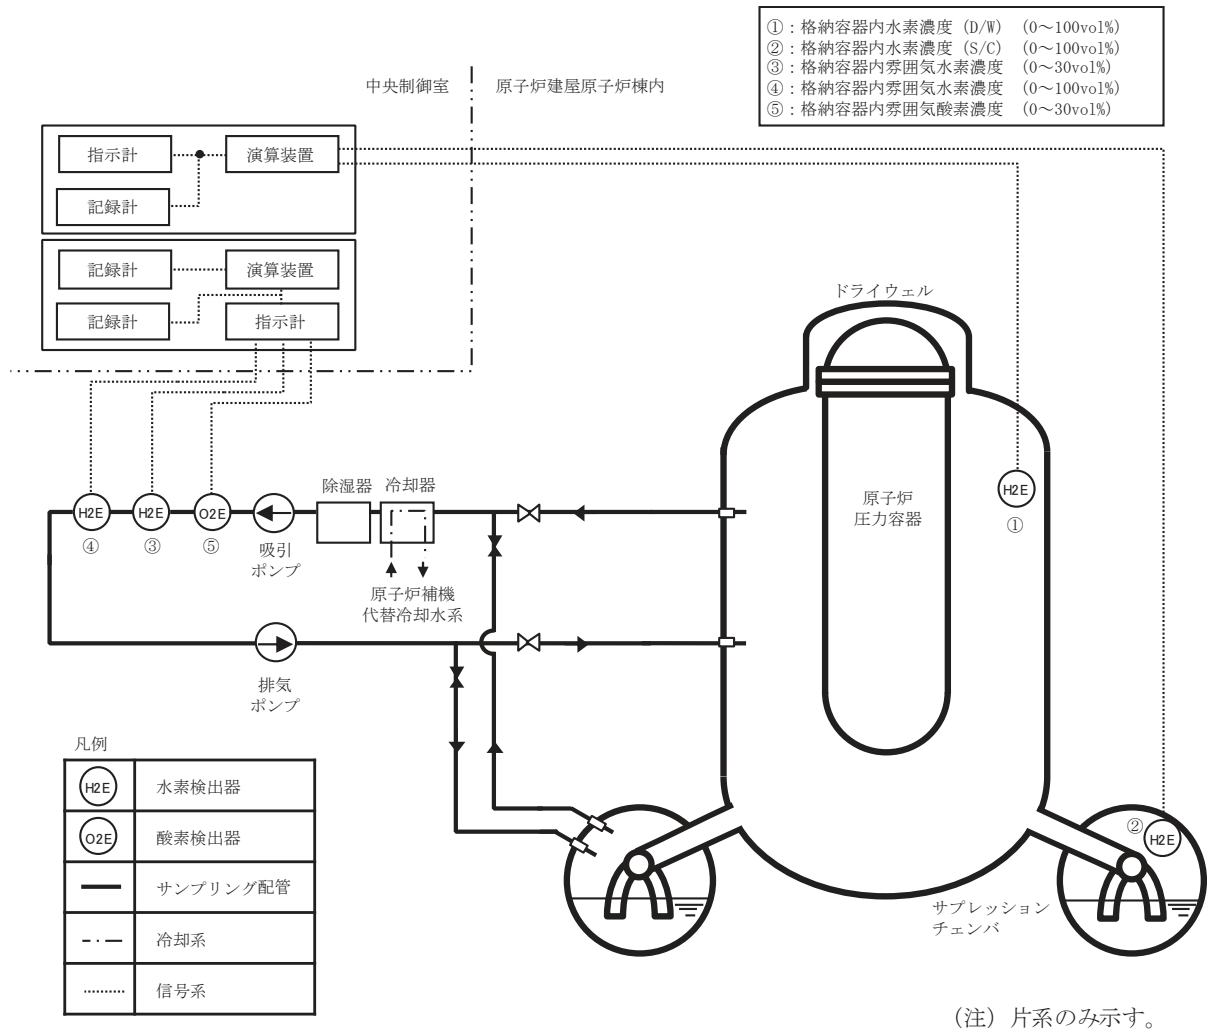 ①：格納容器内水素濃度（D/W）（0～100vol%）
②：格納容器内水素濃度（S/C）（0～100vol%）
③：格納容器内雰囲気水素濃度　（0～30vol%）
④：格納容器内雰囲気水素濃度　（0～100vol%）
⑤：格納容器内雰囲気酸素濃度　（0～30vol%）
中央制御室
原子炉建屋原子炉棟内
指示計
演算装置
記録計
記録計
演算装置
記録計
指示計
ドライウェル
原子炉
圧力容器
H2E
①
除湿器
冷却器
H2E
H2E
O2E
④
③
⑤
吸引
ポンプ
原子炉補機
代替冷却水系
排気
ポンプ
②
H2E
サプレッション
チェンバ
凡例
H2E
水素検出器
O2E
酸素検出器
サンプリング配管
冷却系
信号系
（注）片系のみ示す。